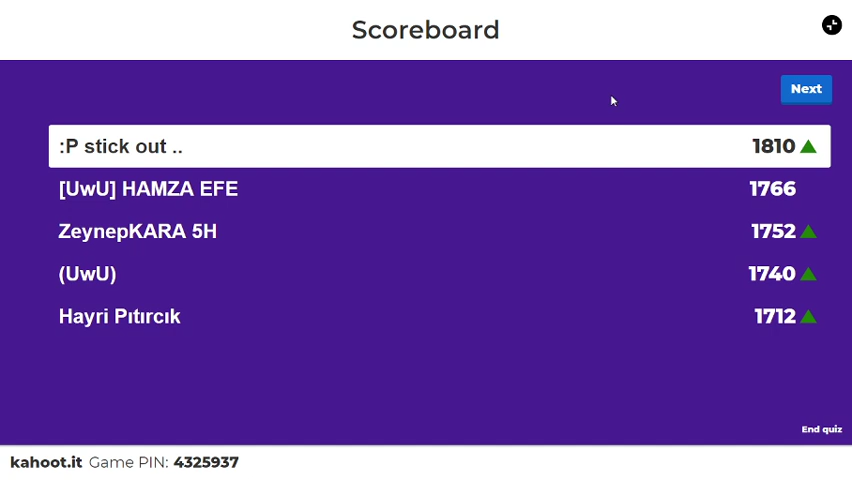 Scoreboard
Next
:P stick out .. 1810
[UwU] HAMZA EFE 1766
ZeynepKARA 5H 1752
(UwU) 1740
Hayri Pıtırcık 1712
End quiz
kahoot.it Game PIN: 4325937